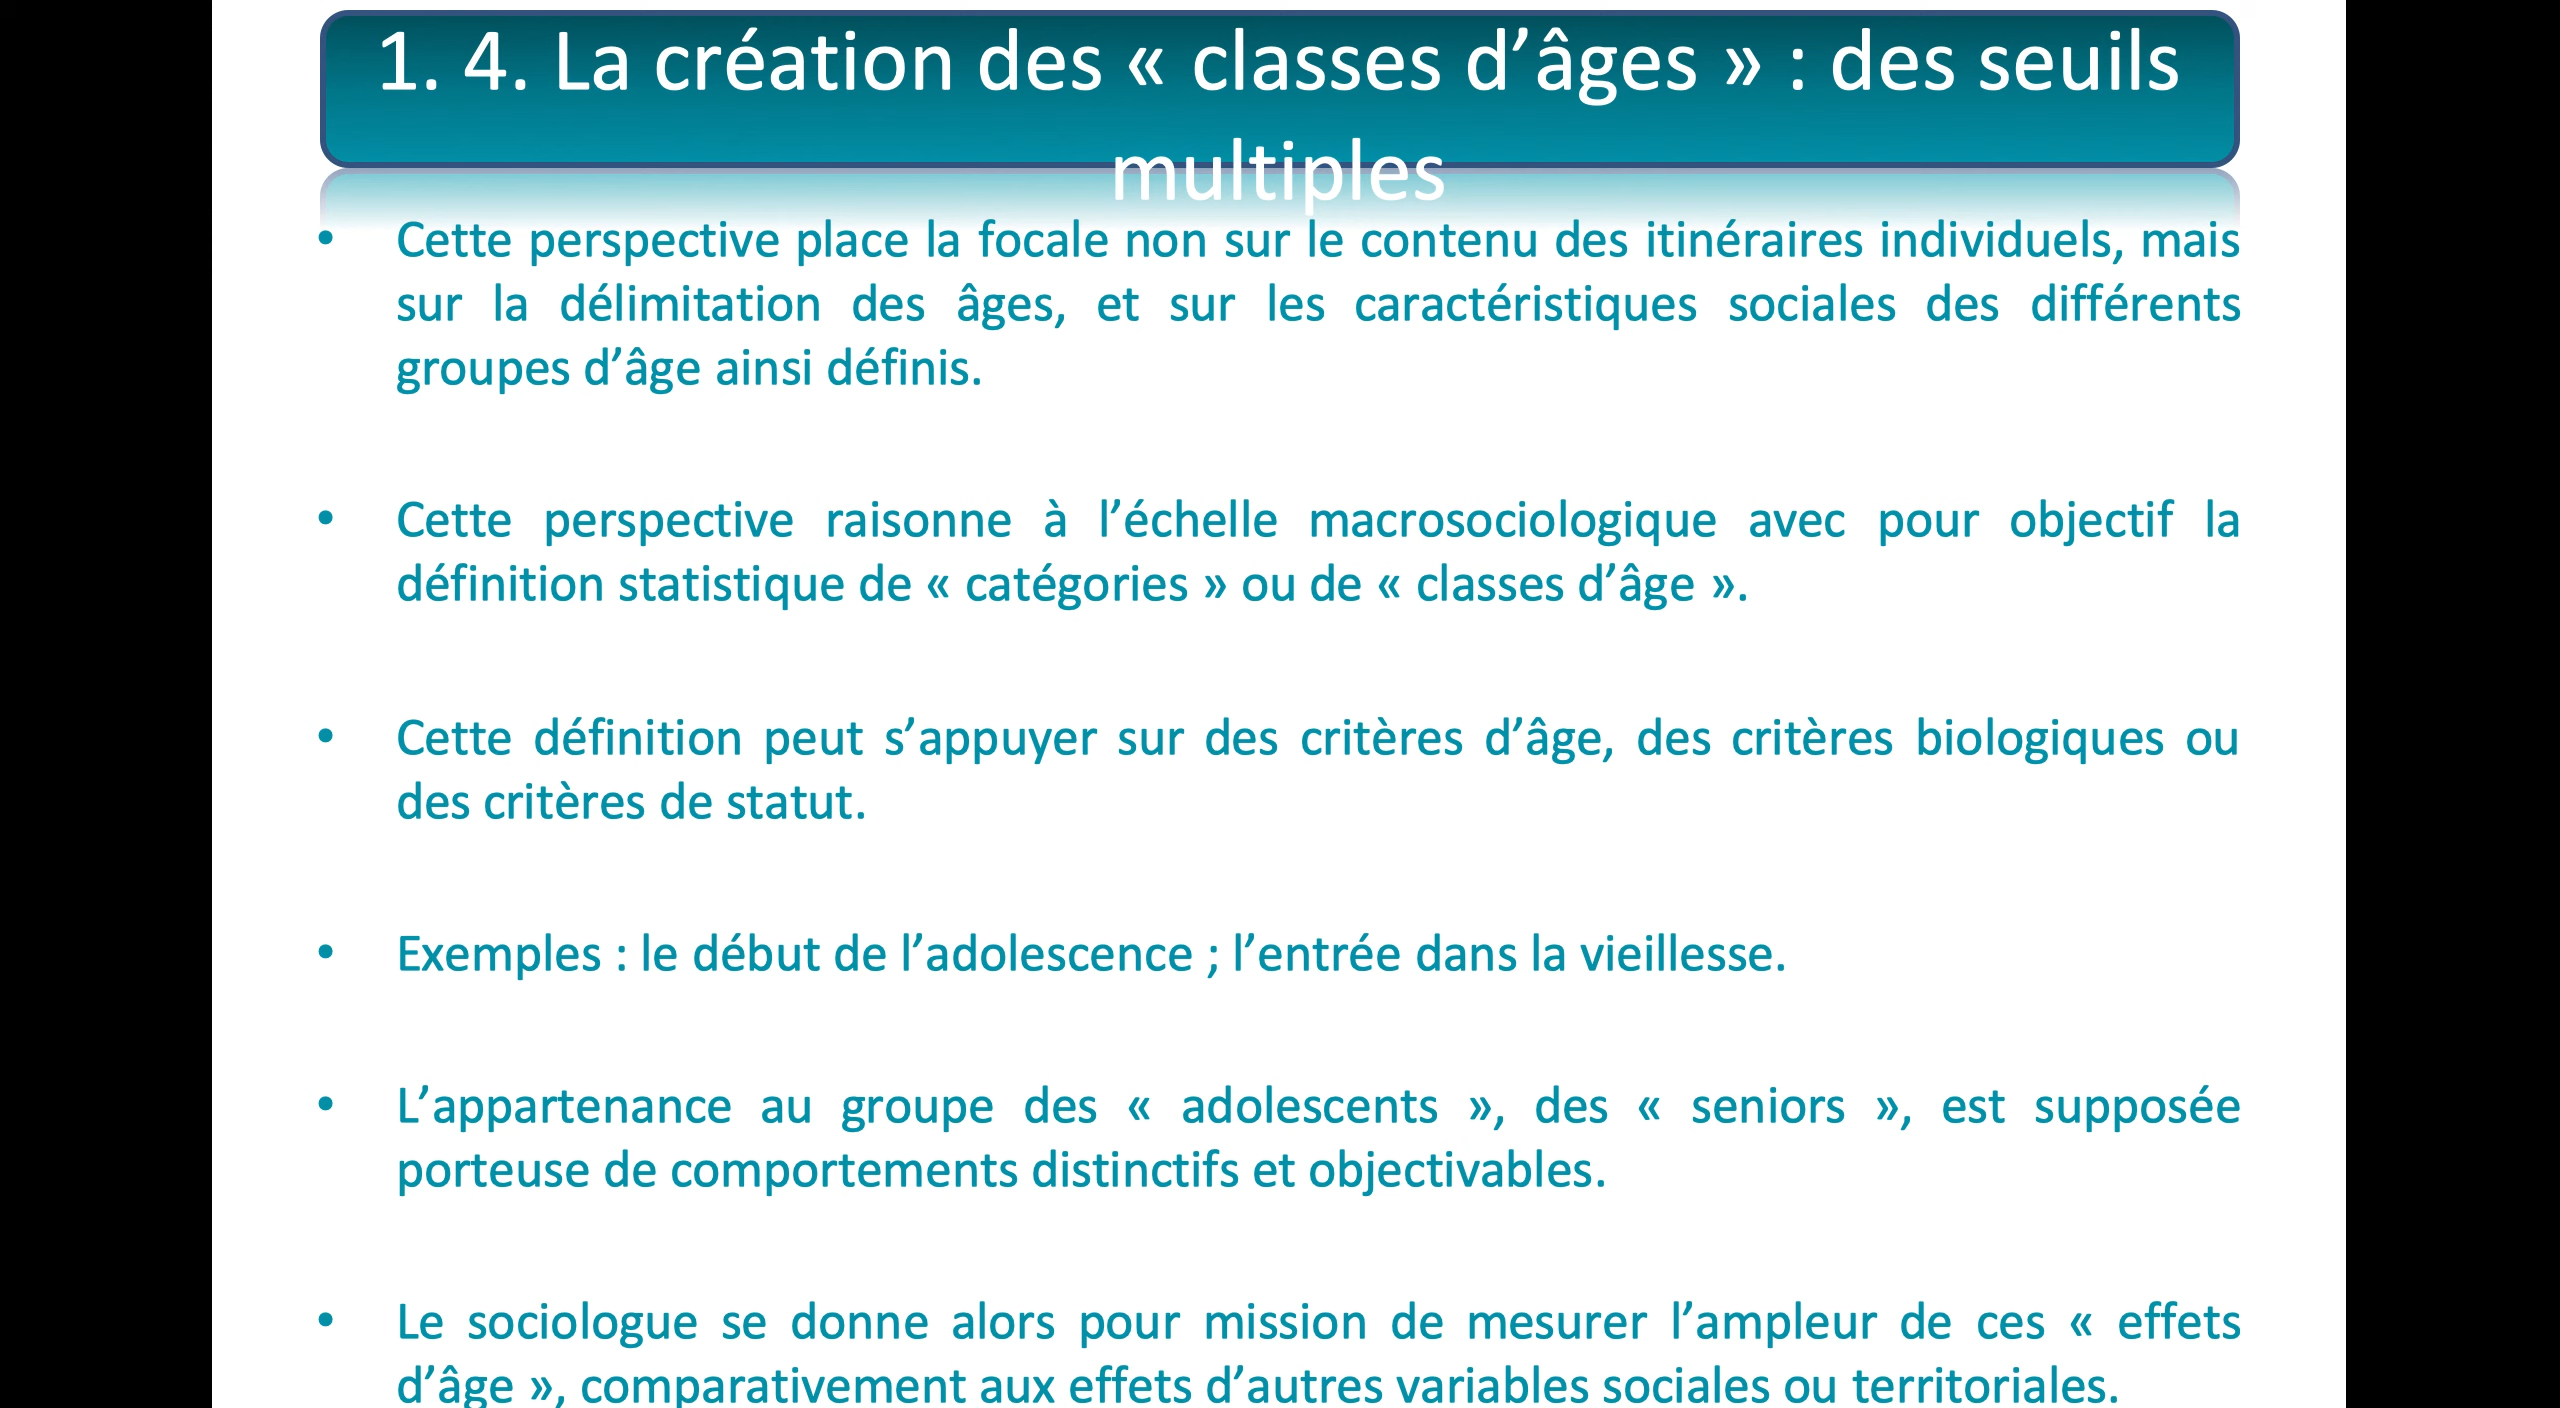 1. 4. La création des « classes d’âges » : des seuils
multiples
• Cette perspective place la focale non sur le contenu des itinéraires individuels, mais
sur la délimitation des âges, et sur les caractéristiques sociales des différents
groupes d’âge ainsi définis.
• Cette perspective raisonne à l’échelle macrosociologique avec pour objectif la
définition statistique de « catégories » ou de « classes d’âge ».
• Cette définition peut s’appuyer sur des critères d’âge, des critères biologiques ou
des critères de statut.
• Exemples : le début de l’adolescence ; l’entrée dans la vieillesse.
• L’appartenance au groupe des « adolescents », des « seniors », est supposée
porteuse de comportements distinctifs et objectivables.
• Le sociologue se donne alors pour mission de mesurer l’ampleur de ces « effets
d’âge », comparativement aux effets d’autres variables sociales ou territoriales.